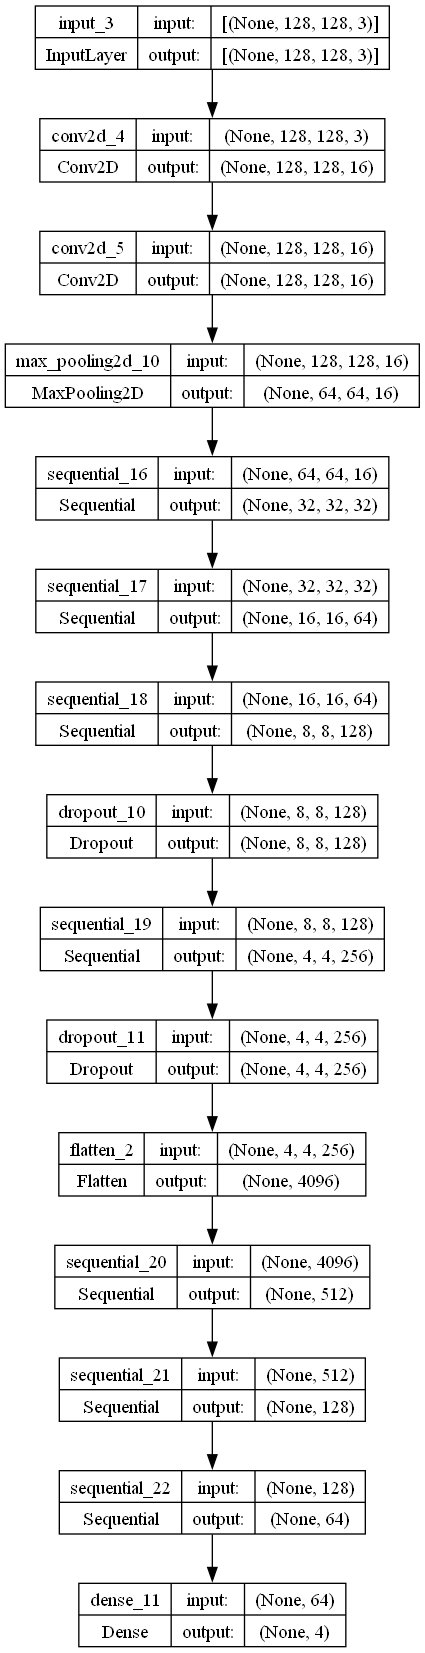 input_3 input: [(None, 128, 128, 3)]
InputLayer output: [(None, 128, 128, 3)]
conv2d_4 input: (None, 128, 128, 3)
Conv2D output: (None, 128, 128, 16)
conv2d_5 input: (None, 128, 128, 16)
Conv2D output: (None, 128, 128, 16)
max_pooling2d_10 input: (None, 128, 128, 16)
MaxPooling2D output: (None, 64, 64, 16)
sequential_16 input: (None, 64, 64, 16)
Sequential output: (None, 32, 32, 32)
sequential_17 input: (None, 32, 32, 32)
Sequential output: (None, 16, 16, 64)
sequential_18 input: (None, 16, 16, 64)
Sequential output: (None, 8, 8, 128)
dropout_10 input: (None, 8, 8, 128)
Dropout output: (None, 8, 8, 128)
sequential_19 input: (None, 8, 8, 128)
Sequential output: (None, 4, 4, 256)
dropout_11 input: (None, 4, 4, 256)
Dropout output: (None, 4, 4, 256)
flatten_2 input: (None, 4, 4, 256)
Flatten output: (None, 4096)
sequential_20 input: (None, 4096)
Sequential output: (None, 512)
sequential_21 input: (None, 512)
Sequential output: (None, 128)
sequential_22 input: (None, 128)
Sequential output: (None, 64)
dense_11 input: (None, 64)
Dense output: (None, 4)